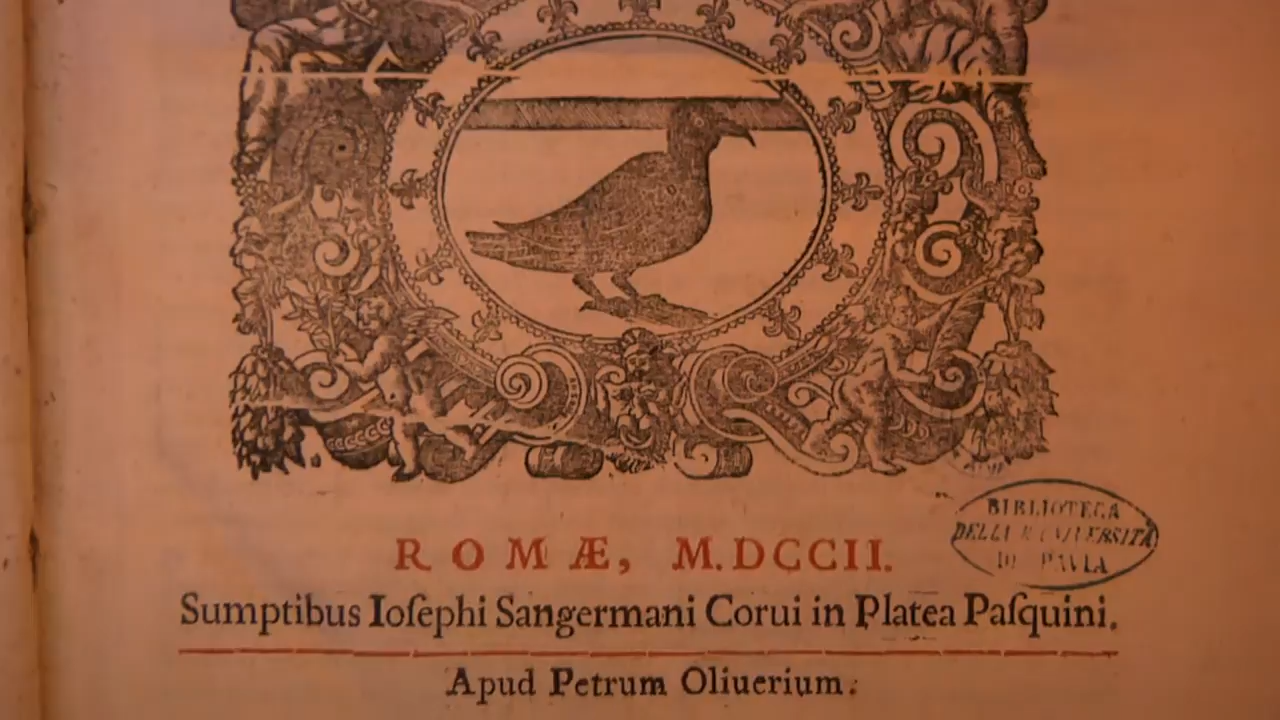 ROMÆ, M.DCCII.
Sumptibus Ioſephi Sangermani Corui in Platea Paſquini.
Apud Petrum Oliuerium.
BIBLIOTECA
DELLA R. UNIVERSITÀ
DI PAVIA